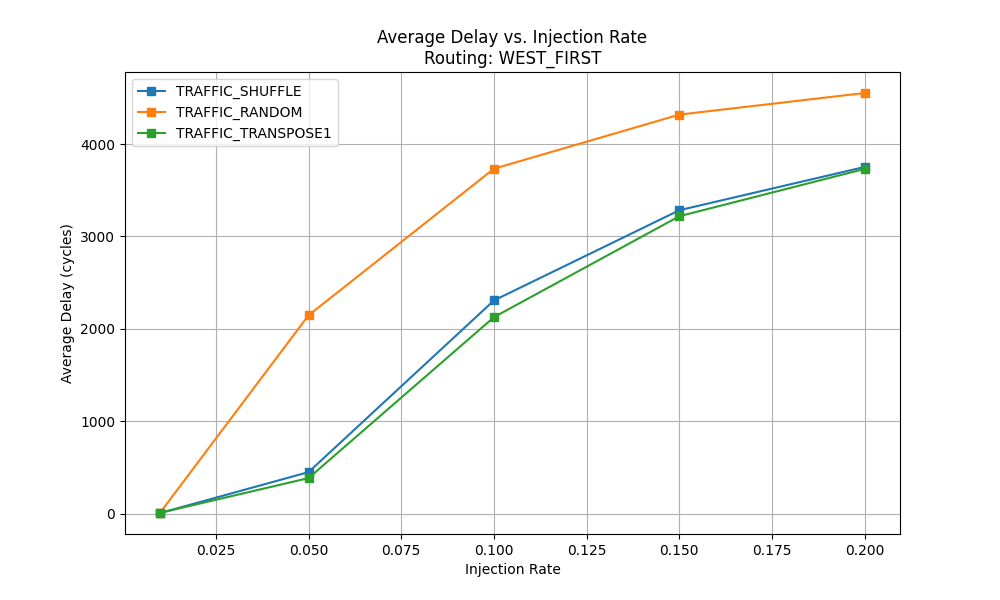 Average Delay vs. Injection Rate
Routing: WEST_FIRST
TRAFFIC_SHUFFLE
TRAFFIC_RANDOM
TRAFFIC_TRANSPOSE1
4000
3000
2000
1000
0
Average Delay (cycles)
0.025 0.050 0.075 0.100 0.125 0.150 0.175 0.200
Injection Rate